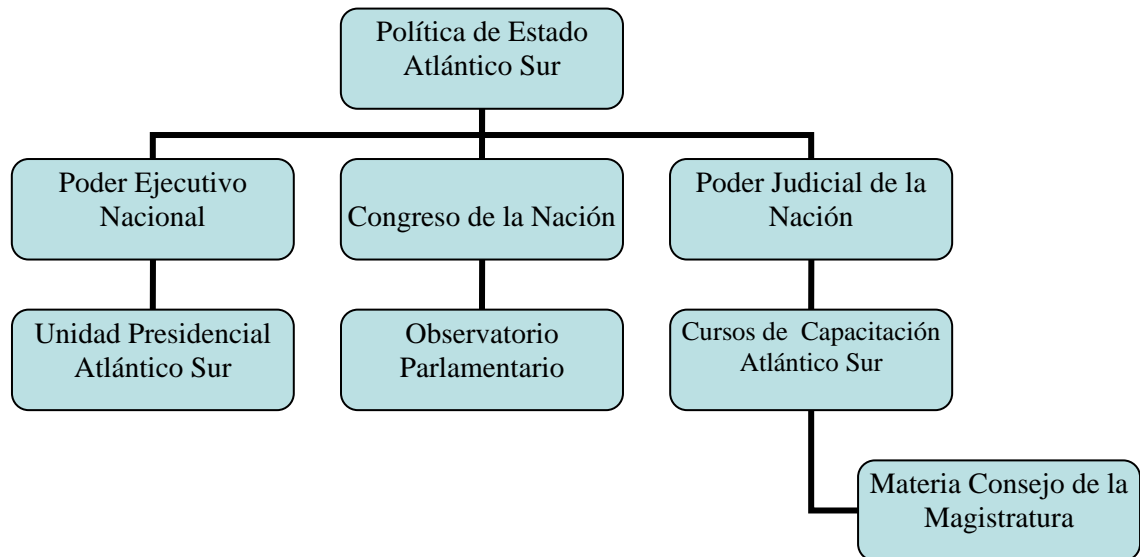 Política de Estado
Atlántico Sur
Poder Ejecutivo
Nacional
Congreso de la Nación
Poder Judicial de la
Nación
Unidad Presidencial
Atlántico Sur
Observatorio
Parlamentario
Cursos de  Capacitación
Atlántico Sur
Materia Consejo de la
Magistratura